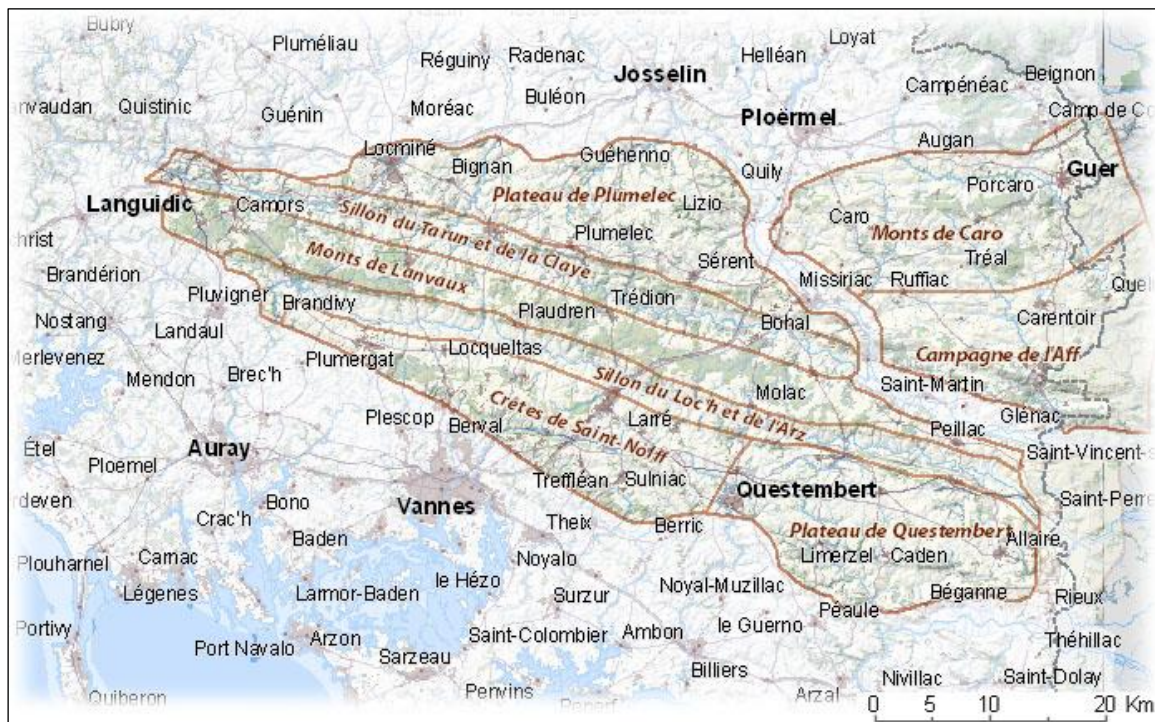 Bubry
Pluméliau
Réguiny
Radenac
Helléan
Loyat
Josselin
Campénéac
Beignon
Quistinic
Guénin
Moréac
Buléon
Ploërmel
Camp de Co
Augan
Locminé
Bignan
Guéhenno
Quily
Guer
Porcaro
Plateau de Plumelec
Lizio
Languidic
Camors
Caro
Monts de Caro
Sillon du Tarun et de la Claye
Plumelec
Tréal
christ
Brandérion
Monts de Lanvaux
Sérent
Missiriac
Ruffiac
Pluvigner
Brandivy
Trédion
Plaudren
Nostang
Landaul
Bohal
Carentoir
Merlevenez
Plumergat
Locqueltas
Campagne de l'Aff
Mendon
Brec'h
Sillon du Loc'h et de l'Arz
Molac
Saint-Martin
Plescop
Crêtes de Saint-Nolff
Larré
Glénac
Berval
Peillac
Étel
Auray
Saint-Vincent-s
Ploemel
Treffléan
Sulniac
Questembert
Saint-Perre
Bono
Vannes
Crac'h
Theix
Berric
Plateau de Questembert
Baden
Allaire
Plouharnel
Carnac
Noyalo
Limerzel
Caden
Légenes
Larmor-Baden
le Hézo
Noyal-Muzillac
Béganne
Rieux
Surzur
Péaule
Portivy
Port Navalo
Arzon
Saint-Colombier
Ambon
le Guerno
Théhillac
Sarzeau
Billiers
Nivillac
Saint-Dolay
Quiberon
Penvins
Arzal
0 5 10 20 Km